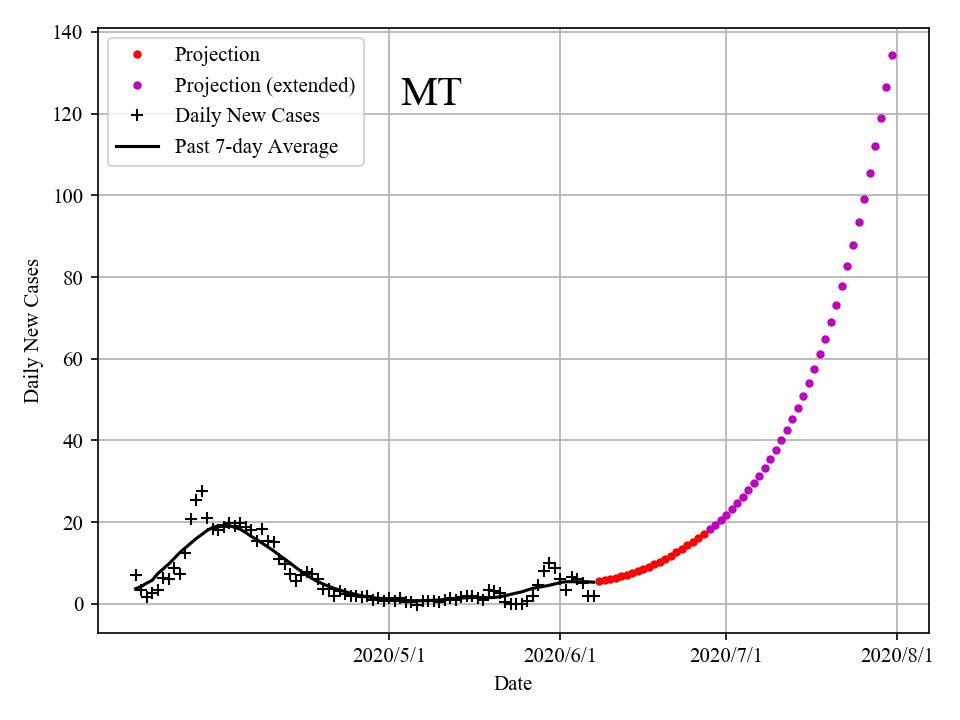 MT
Projection
Projection (extended)
Daily New Cases
Past 7-day Average
140
120
100
80
60
40
20
0
Daily New Cases
2020/5/1
2020/6/1
2020/7/1
2020/8/1
Date